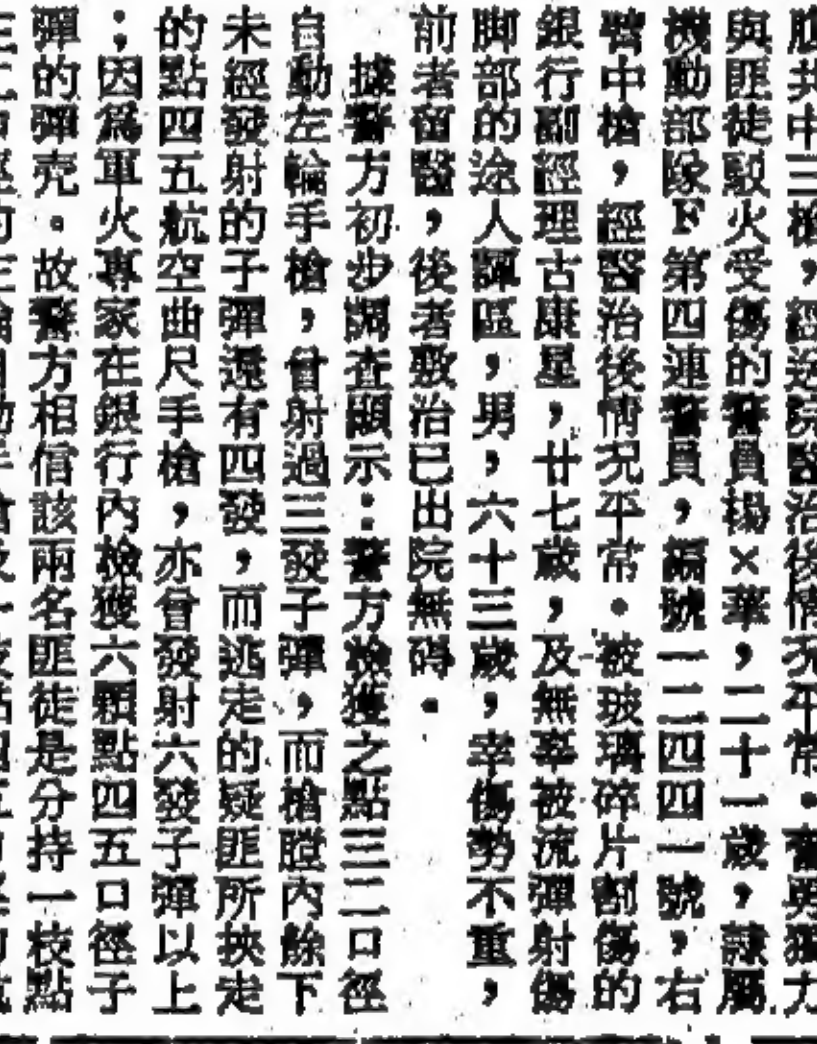 腹共中三槍，經送院醫治後情况平常。奮勇獨力
與匪徒駁火受傷的警員楊×華，二十一歲，隷屬
機動部隊F第四連警員，編號一二四四一號，右
臂中槍，經醫治後情况平常。被玻璃碎片割傷的
銀行副經理古康星，廿七歲，及無辜被流彈射傷
脚部的途人譚區，男，六十三歲，幸傷勢不重，
前者留醫，後者敷治已出院無碍。
據警方初步調查顯示：警方檢獲之點三二口徑
自動左輪手槍，曾射過三發子彈，而槍膛內餘下
未經發射的子彈還有四發，而逃走的疑匪所挾走
的點四五航空曲尺手槍，亦曾發射六發子彈以上
：因爲軍火專家在銀行內檢獲六顆點四五口徑子
彈的彈壳。故警方相信該兩名匪徒是分持一枝點